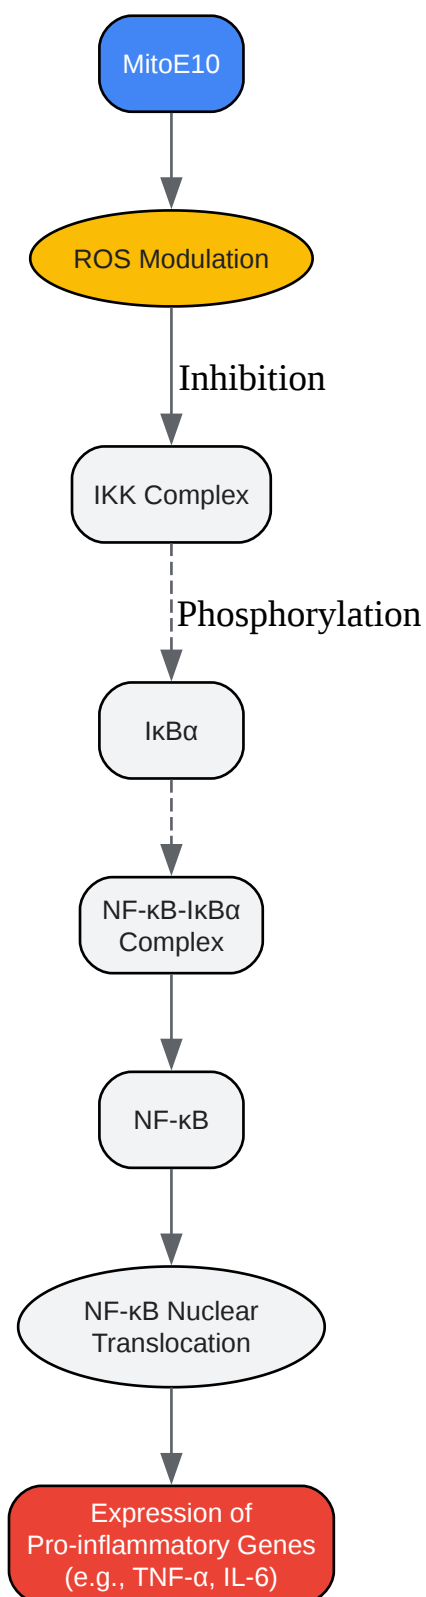 MitoE10
ROS Modulation
Inhibition
IKK Complex
Phosphorylation
IκBα
NF-κB-IκBα
Complex
NF-κB
NF-κB Nuclear
Translocation
Expression of
Pro-inflammatory Genes
(e.g., TNF-α, IL-6)